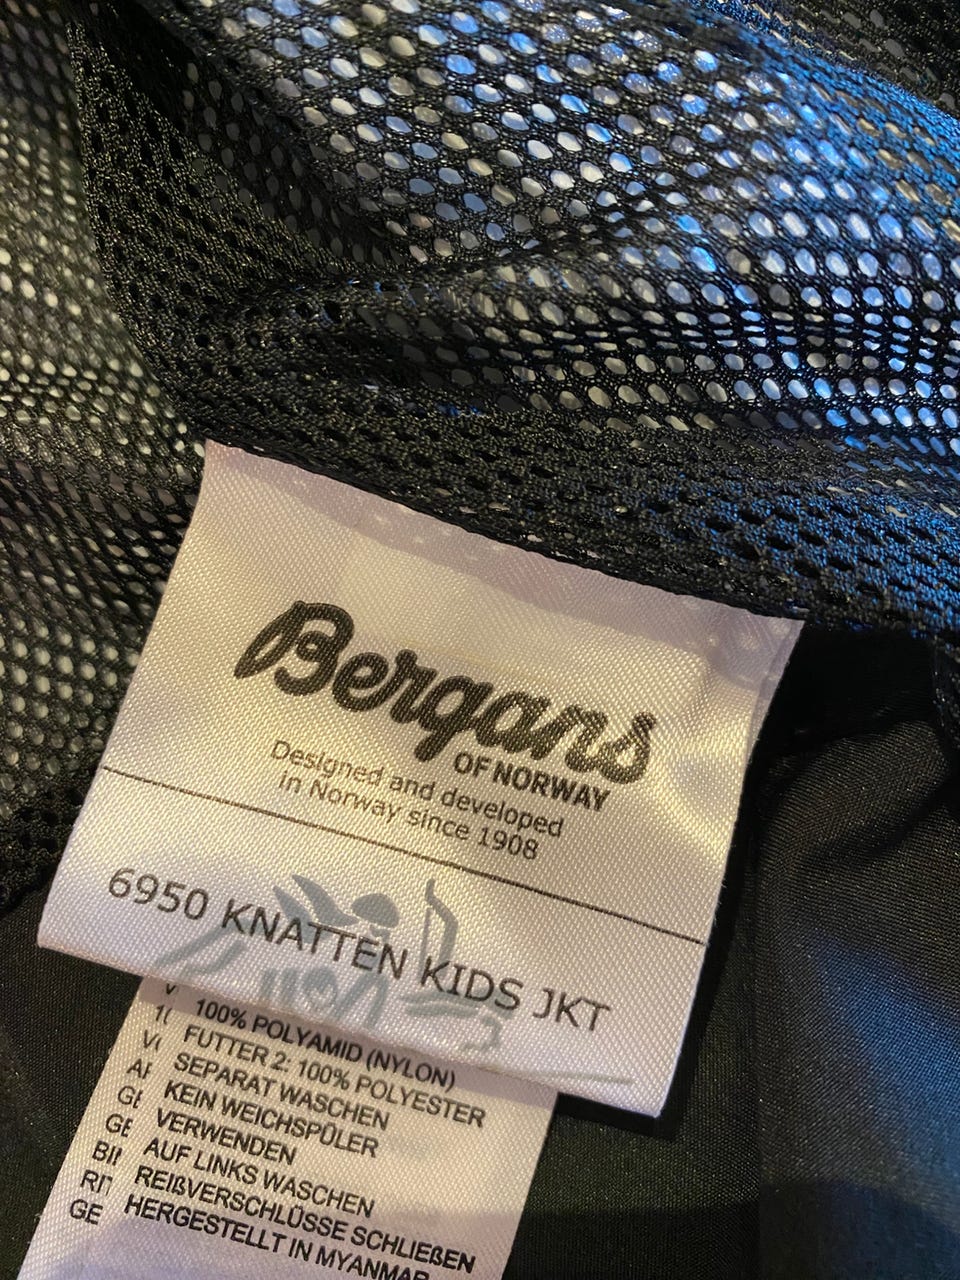 Bergans
OF NORWAY
Designed and developed
in Norway since 1908
6950 KNATTEN KIDS JKT
100% POLYAMID (NYLON)
FUTTER 2: 100% POLYESTER
SEPARAT WASCHEN
KEIN WEICHSPÜLER
VERWENDEN
AUF LINKS WASCHEN
REIßVERSCHLÜSSE SCHLIEßEN
HERGESTELLT IN MYANMAR